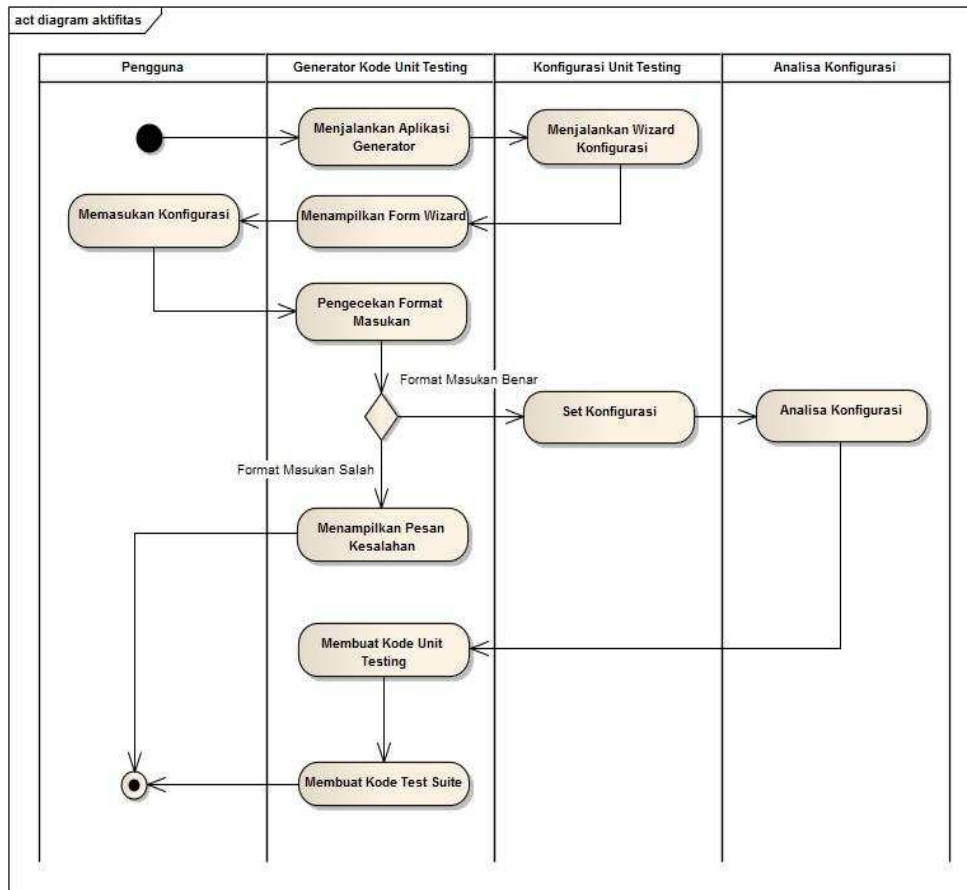 act diagram aktifitas
Pengguna
Generator Kode Unit Testing
Konfigurasi Unit Testing
Analisa Konfigurasi
Menjalankan Aplikasi
Generator
Menjalankan Wizard
Konfigurasi
Memasukan Konfigurasi
Menampilkan Form Wizard
Pengecekan Format
Masukan
Format Masukan Benar
Set Konfigurasi
Analisa Konfigurasi
Format Masukan Salah
Menampilkan Pesan
Kesalahan
Membuat Kode Unit
Testing
Membuat Kode Test Suite